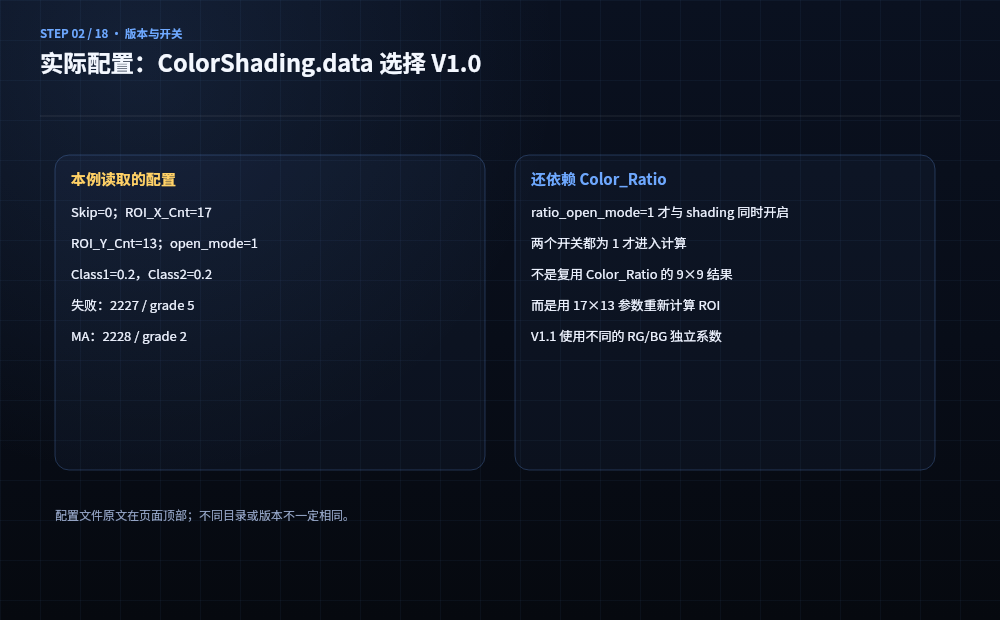 STEP 02 / 18 • 版本与开关
实际配置：ColorShading.data 选择 V1.0
本例读取的配置
Skip=0；ROI_X_Cnt=17
ROI_Y_Cnt=13；open_mode=1
Class1=0.2，Class2=0.2
失败：2227 / grade 5
MA：2228 / grade 2
还依赖 Color_Ratio
ratio_open_mode=1 才与 shading 同时开启
两个开关都为 1 才进入计算
不是复用 Color_Ratio 的 9×9 结果
而是用 17×13 参数重新计算 ROI
V1.1 使用不同的 RG/BG 独立系数
配置文件原文在页面顶部；不同目录或版本不一定相同。